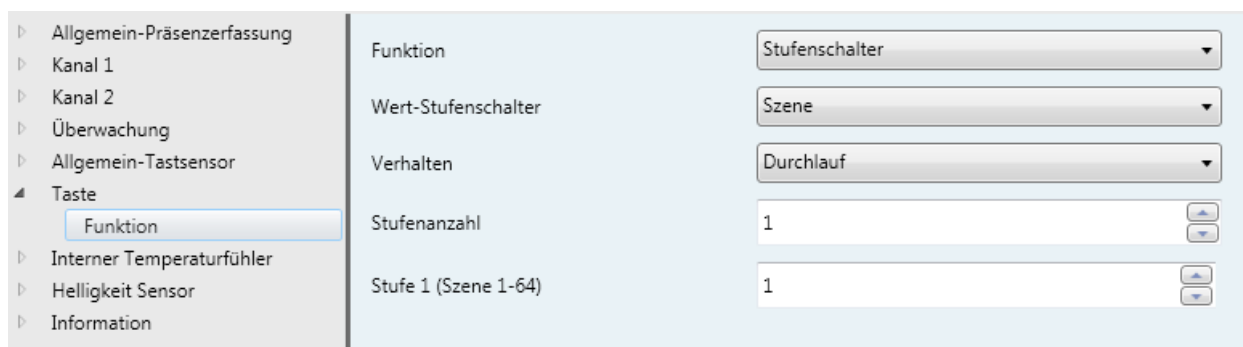 Allgemein-Präsenzerfassung
Kanal 1
Kanal 2
Überwachung
Allgemein-Tastsensor
Taste
Funktion
Interner Temperaturfühler
Helligkeit Sensor
Information
Funktion Stufenschalter
Wert-Stufenschalter Szene
Verhalten Durchlauf
Stufenanzahl 1
Stufe 1 (Szene 1-64) 1